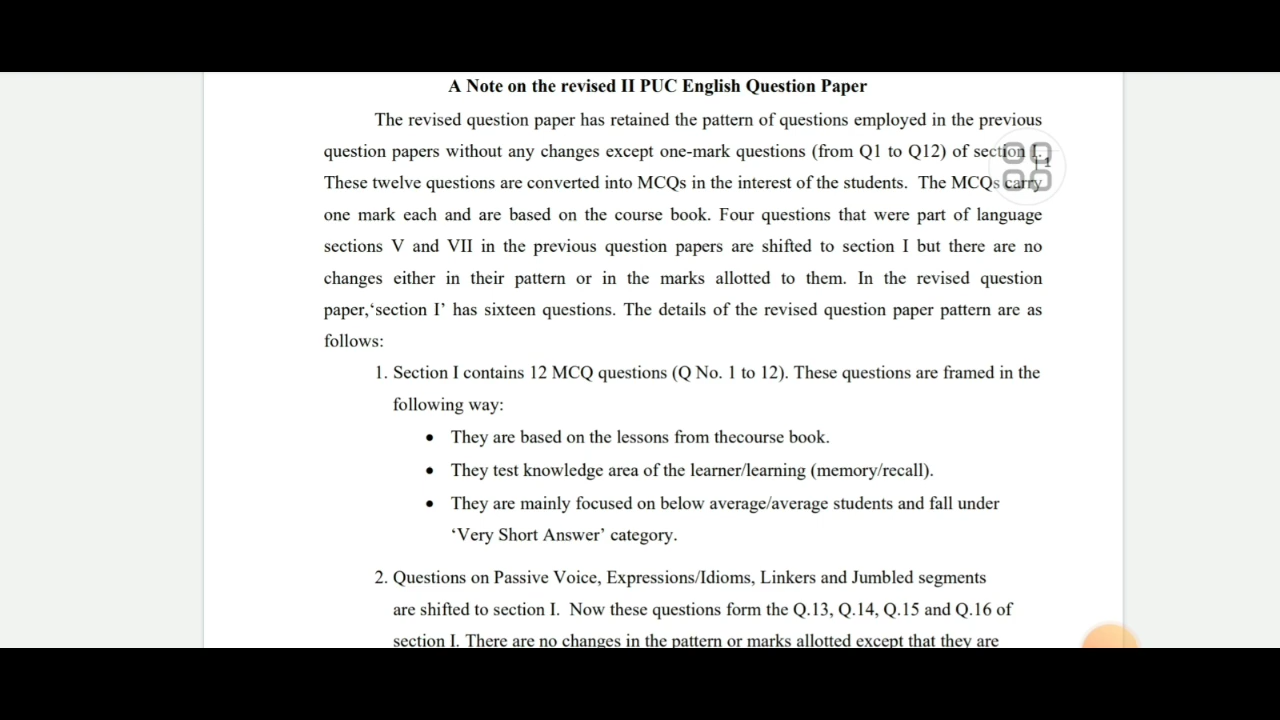 A Note on the revised II PUC English Question Paper
The revised question paper has retained the pattern of questions employed in the previous
question papers without any changes except one-mark questions (from Q1 to Q12) of section I.
These twelve questions are converted into MCQs in the interest of the students. The MCQs carry
one mark each and are based on the course book. Four questions that were part of language
sections V and VII in the previous question papers are shifted to section I but there are no
changes either in their pattern or in the marks allotted to them. In the revised question
paper,‘section I’ has sixteen questions. The details of the revised question paper pattern are as
follows:
1. Section I contains 12 MCQ questions (Q No. 1 to 12). These questions are framed in the
following way:
• They are based on the lessons from thecourse book.
• They test knowledge area of the learner/learning (memory/recall).
• They are mainly focused on below average/average students and fall under
‘Very Short Answer’ category.
2. Questions on Passive Voice, Expressions/Idioms, Linkers and Jumbled segments
are shifted to section I. Now these questions form the Q.13, Q.14, Q.15 and Q.16 of
section I. There are no changes in the pattern or marks allotted except that they are